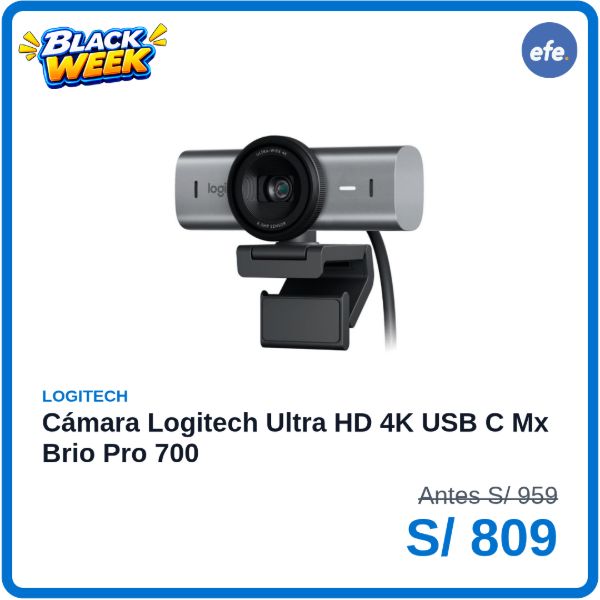 BLACK
WEEK
efe.
logi
LOGITECH
Cámara Logitech Ultra HD 4K USB C Mx
Brio Pro 700
Antes S/ 959
S/ 809